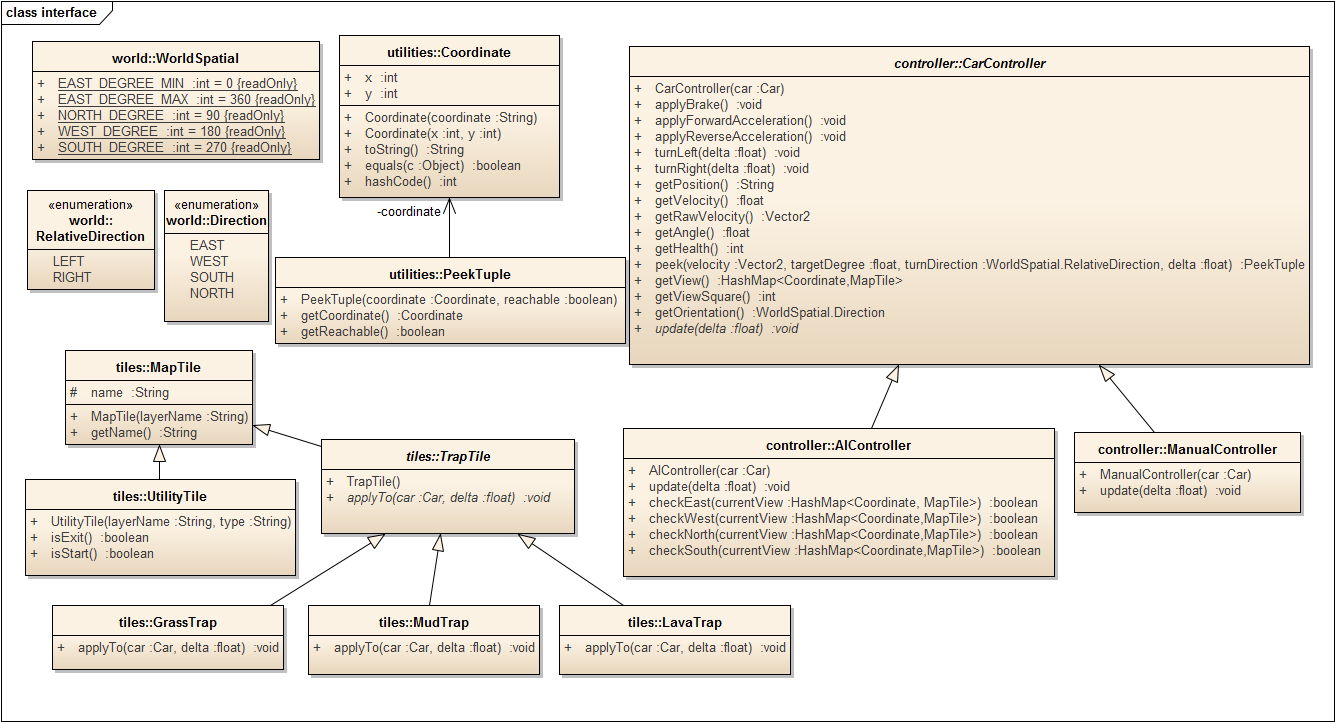 class interface
world::WorldSpatial
+ EAST_DEGREE_MIN :int = 0 {readOnly}
+ EAST_DEGREE_MAX :int = 360 {readOnly}
+ NORTH_DEGREE :int = 90 {readOnly}
+ WEST_DEGREE :int = 180 {readOnly}
+ SOUTH_DEGREE :int = 270 {readOnly}
utilities::Coordinate
+ x :int
+ y :int
+ Coordinate(coordinate :String)
+ Coordinate(x :int, y :int)
+ toString() :String
+ equals(c :Object) :boolean
+ hashCode() :int
controller::CarController
+ CarController(car :Car)
+ applyBrake() :void
+ applyForwardAcceleration() :void
+ applyReverseAcceleration() :void
+ turnLeft(delta :float) :void
+ turnRight(delta :float) :void
+ getPosition() :String
+ getVelocity() :float
+ getRawVelocity() :Vector2
+ getAngle() :float
+ getHealth() :int
+ peek(velocity :Vector2, targetDegree :float, turnDirection :WorldSpatial.RelativeDirection, delta :float) :PeekTuple
+ getView() :HashMap<Coordinate,MapTile>
+ getViewSquare() :int
+ getOrientation() :WorldSpatial.Direction
+ update(delta :float) :void
«enumeration»
world::
RelativeDirection
LEFT
RIGHT
«enumeration»
world::Direction
EAST
WEST
SOUTH
NORTH
-coordinate
utilities::PeekTuple
+ PeekTuple(coordinate :Coordinate, reachable :boolean)
+ getCoordinate() :Coordinate
+ getReachable() :boolean
tiles::MapTile
# name :String
+ MapTile(layerName :String)
+ getName() :String
tiles::TrapTile
+ TrapTile()
+ applyTo(car :Car, delta :float) :void
tiles::UtilityTile
+ UtilityTile(layerName :String, type :String)
+ isExit() :boolean
+ isStart() :boolean
controller::AIController
+ AIController(car :Car)
+ update(delta :float) :void
+ checkEast(currentView :HashMap<Coordinate, MapTile>) :boolean
+ checkWest(currentView :HashMap<Coordinate,MapTile>) :boolean
+ checkNorth(currentView :HashMap<Coordinate,MapTile>) :boolean
+ checkSouth(currentView :HashMap<Coordinate,MapTile>) :boolean
controller::ManualController
+ ManualController(car :Car)
+ update(delta :float) :void
tiles::GrassTrap
+ applyTo(car :Car, delta :float) :void
tiles::MudTrap
+ applyTo(car :Car, delta :float) :void
tiles::LavaTrap
+ applyTo(car :Car, delta :float) :void